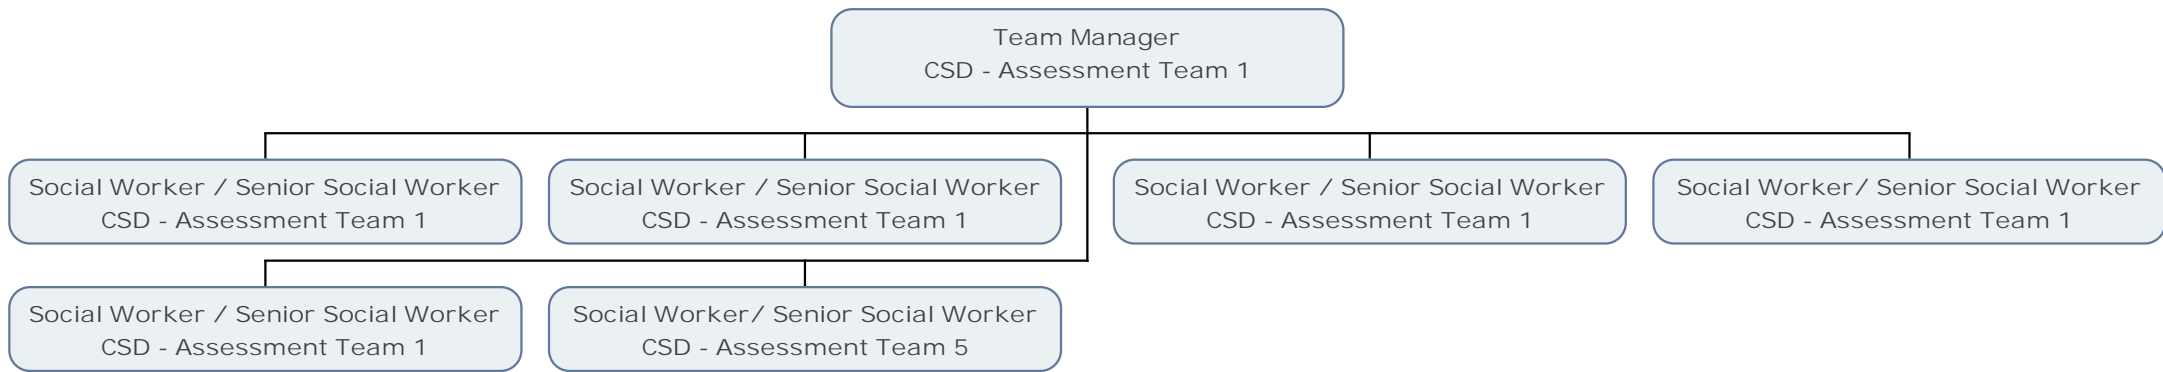 Team Manager
CSD - Assessment Team 1
Social Worker / Senior Social Worker
CSD - Assessment Team 1
Social Worker / Senior Social Worker
CSD - Assessment Team 1
Social Worker / Senior Social Worker
CSD - Assessment Team 1
Social Worker/ Senior Social Worker
CSD - Assessment Team 1
Social Worker / Senior Social Worker
CSD - Assessment Team 1
Social Worker/ Senior Social Worker
CSD - Assessment Team 5